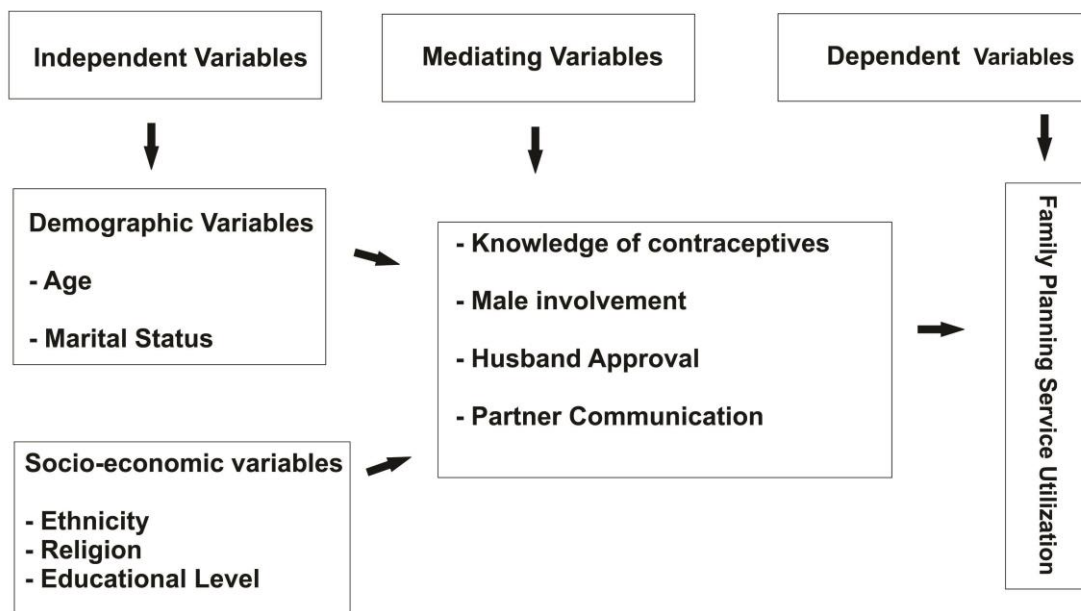 Independent Variables
Mediating Variables
Dependent Variables
Demographic Variables
- Age
- Marital Status
Socio-economic variables
- Ethnicity
- Religion
- Educational Level
- Knowledge of contraceptives
- Male involvement
- Husband Approval
- Partner Communication
Family Planning Service Utilization